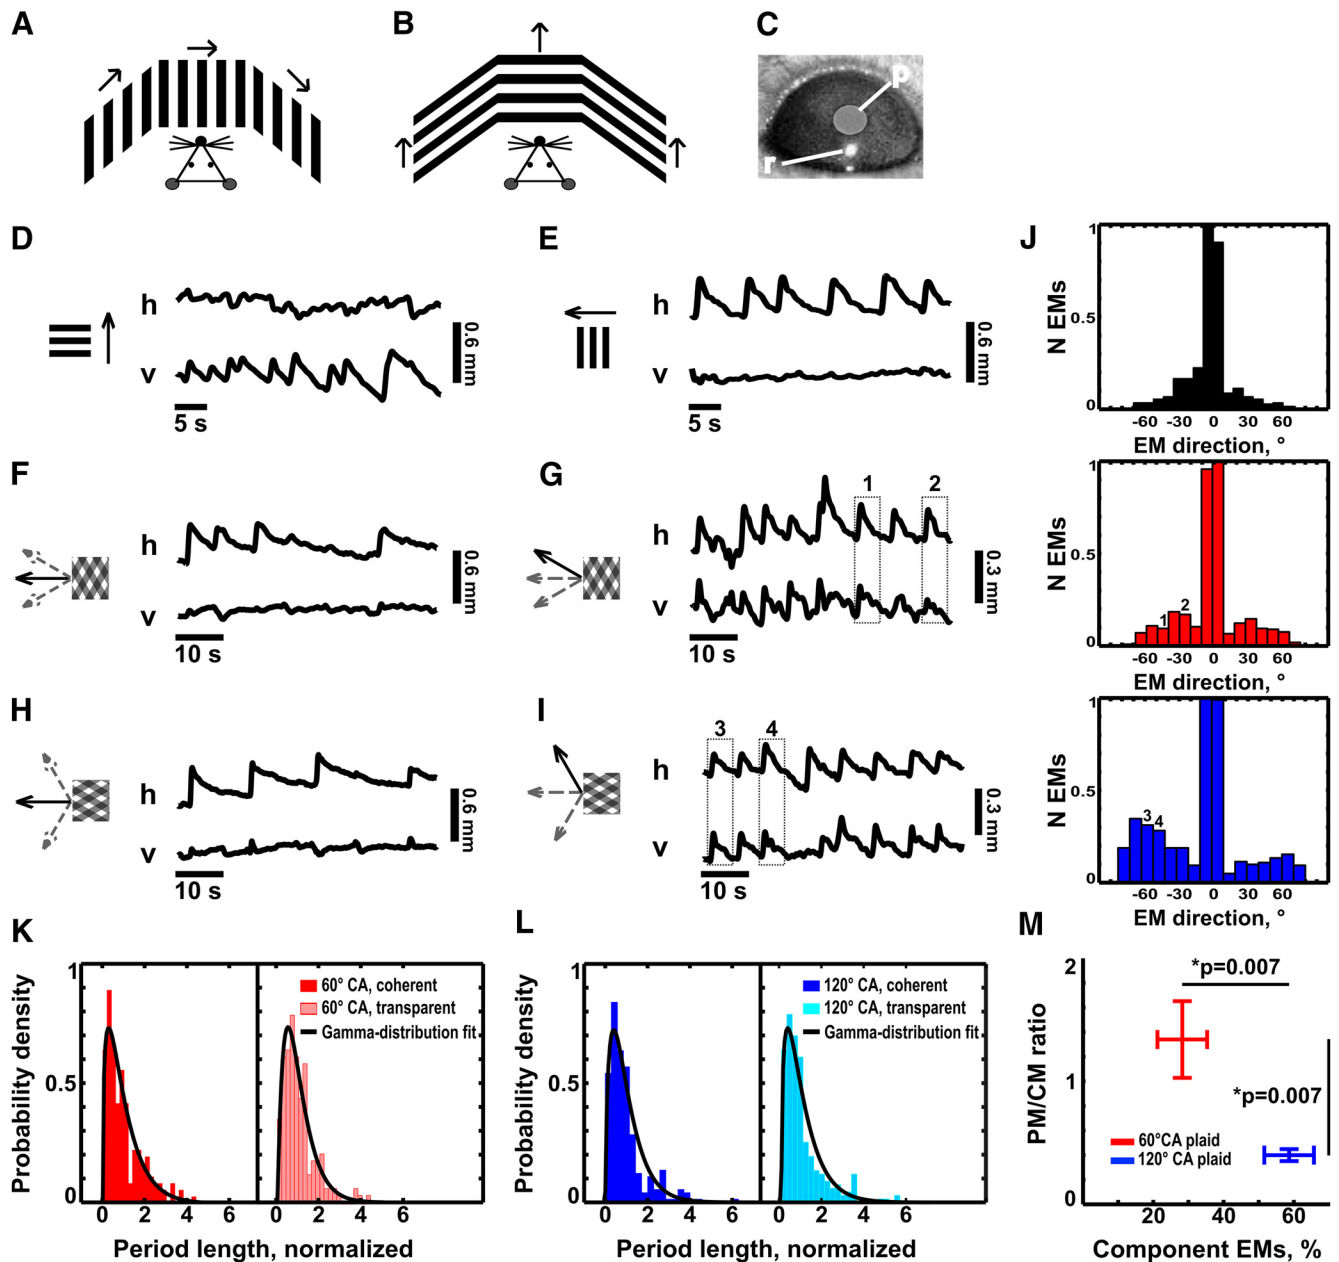 A
B
C
p
r
D
h
v
0.6 mm
5 s
E
h
v
0.6 mm
5 s
J
1
N EMs
0.5
0
-60 -30 0 30 60
EM direction, °
F
h
v
0.6 mm
10 s
G
1
2
h
v
0.3 mm
10 s
1
N EMs
0.5
0
1
2
-60 -30 0 30 60
EM direction, °
H
h
v
0.6 mm
10 s
I
3
4
h
v
0.3 mm
10 s
1
N EMs
0.5
0
3
4
-60 -30 0 30 60
EM direction, °
K
Probability density
1
0.5
0
60° CA, coherent
60° CA, transparent
Gamma-distribution fit
0 2 4 6 0 2 4 6
Period length, normalized
L
Probability density
1
0.5
0
120° CA, coherent
120° CA, transparent
Gamma-distribution fit
0 2 4 6 0 2 4 6
Period length, normalized
M
PM/CM ratio
2
1
0
*p=0.007
*p=0.007
60°CA plaid
120° CA plaid
20 40 60
Component EMs, %